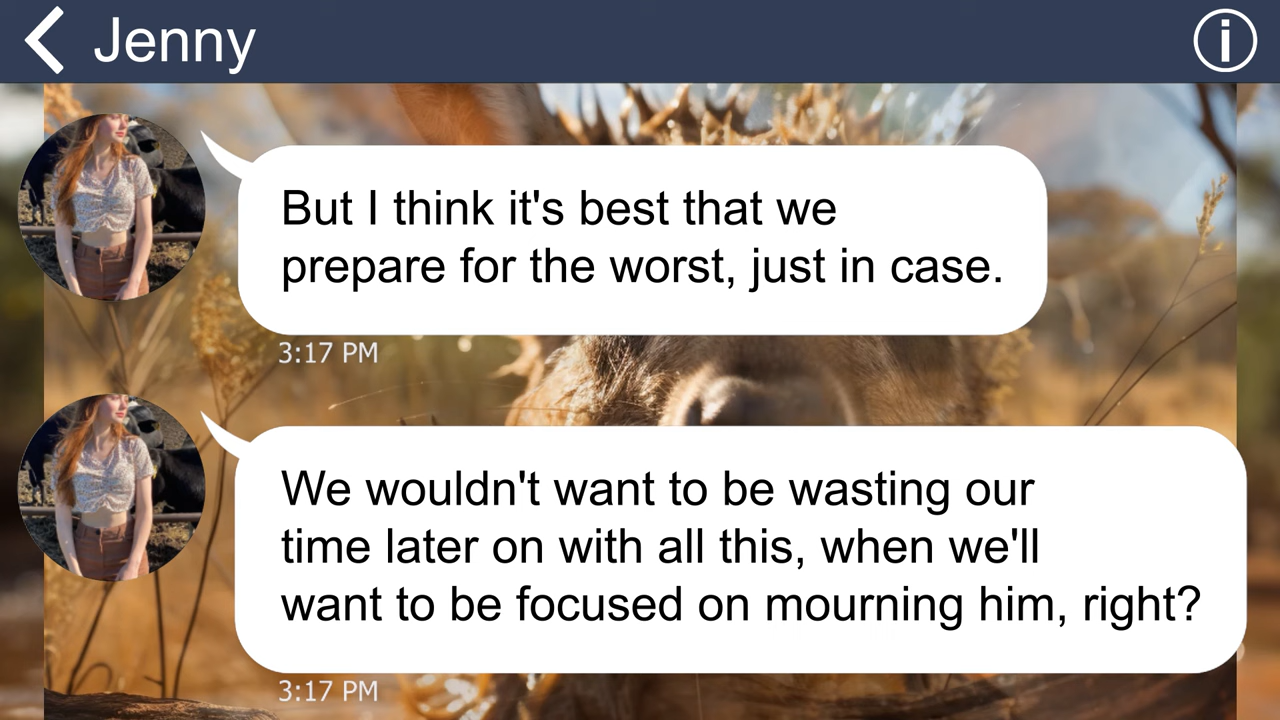 Jenny
But I think it's best that we
prepare for the worst, just in case.
3:17 PM
We wouldn't want to be wasting our
time later on with all this, when we'll
want to be focused on mourning him, right?
3:17 PM